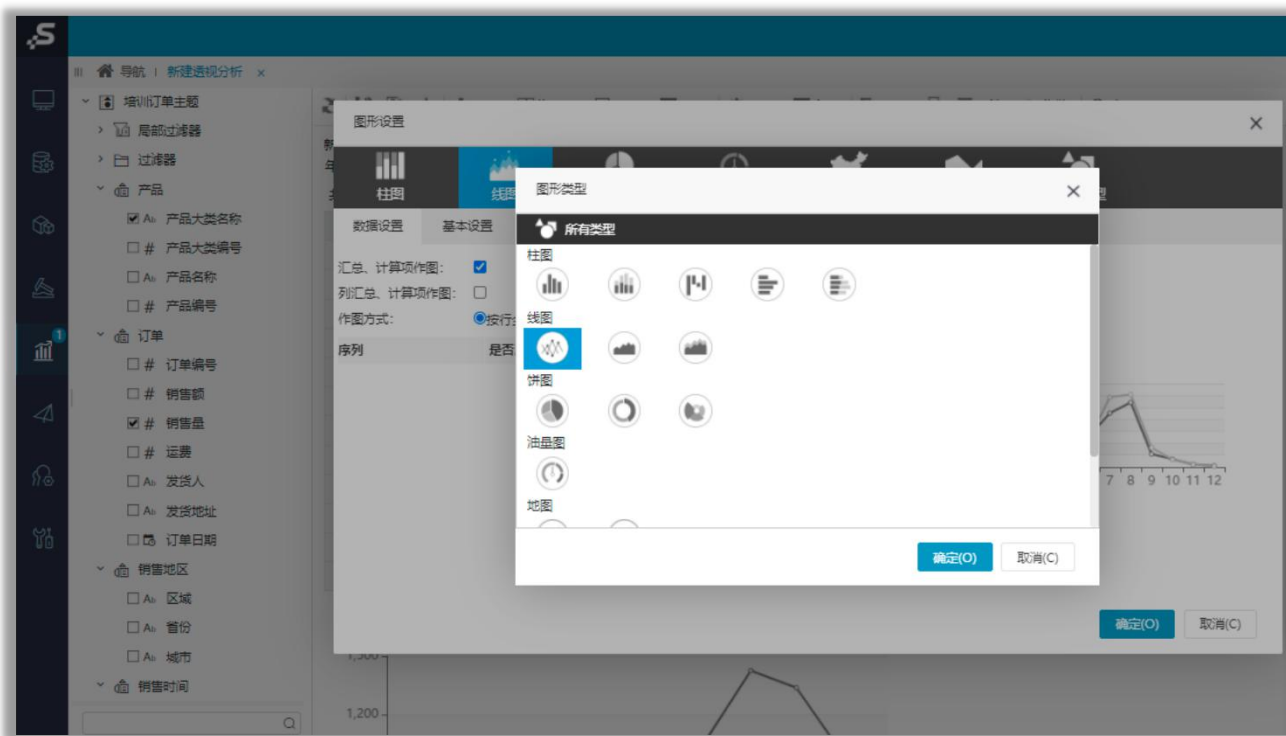 导航 | 新建透视分析 ×
培训订单主题
局部过滤器
过滤器
产品
Ab 产品大类名称
# 产品大类编号
Ab 产品名称
# 产品编号
订单
# 订单编号
# 销售额
# 销售量
# 运费
Ab 发货人
Ab 发货地址
订单日期
销售地区
Ab 区域
Ab 省份
Ab 城市
销售时间
1
图形设置
柱图
线图
数据设置 基本设置
汇总、计算项作图:
列汇总、计算项作图:
作图方式: 按行
序列 是否
图形类型
所有类型
柱图
线图
饼图
油量图
地图
确定(O) 取消(C)
7 8 9 10 11 12
确定(O) 取消(C)
1,200